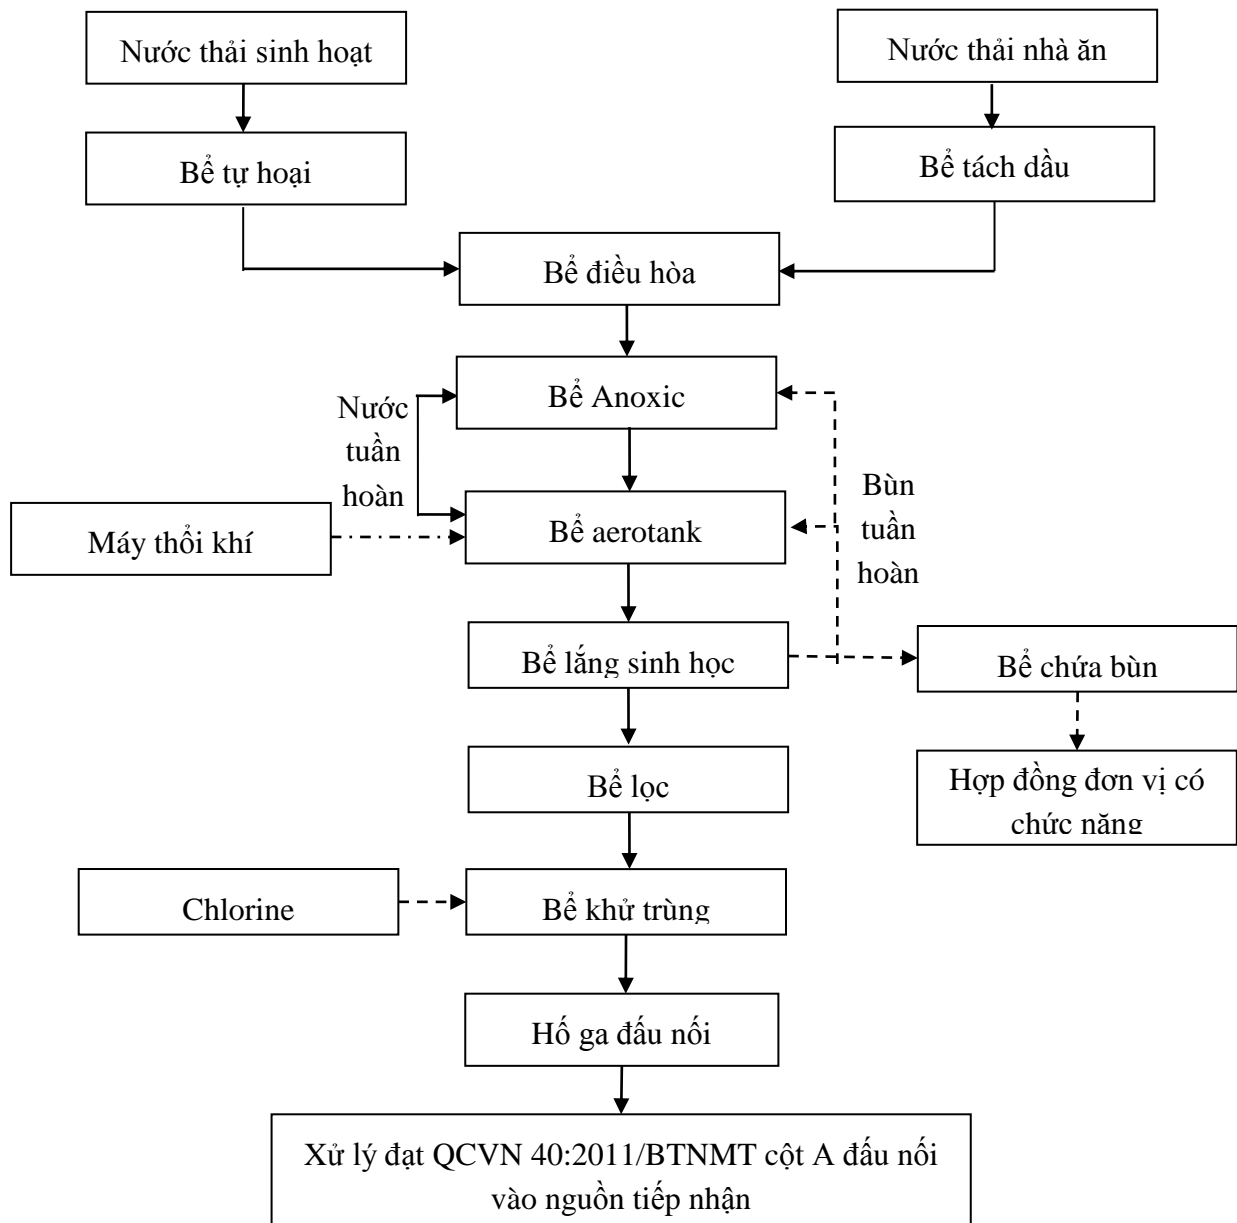 Nước thải sinh hoạt
Nước thải nhà ăn
Bể tự hoại
Bể tách dầu
Bể điều hòa
Bể Anoxic
Nước
tuần
hoàn
Bùn
tuần
hoàn
Máy thổi khí
Bể aerotank
Bể lắng sinh học
Bể chứa bùn
Bể lọc
Hợp đồng đơn vị có
chức năng
Chlorine
Bể khử trùng
Hố ga đấu nối
Xử lý đạt QCVN 40:2011/BTNMT cột A đấu nối
vào nguồn tiếp nhận